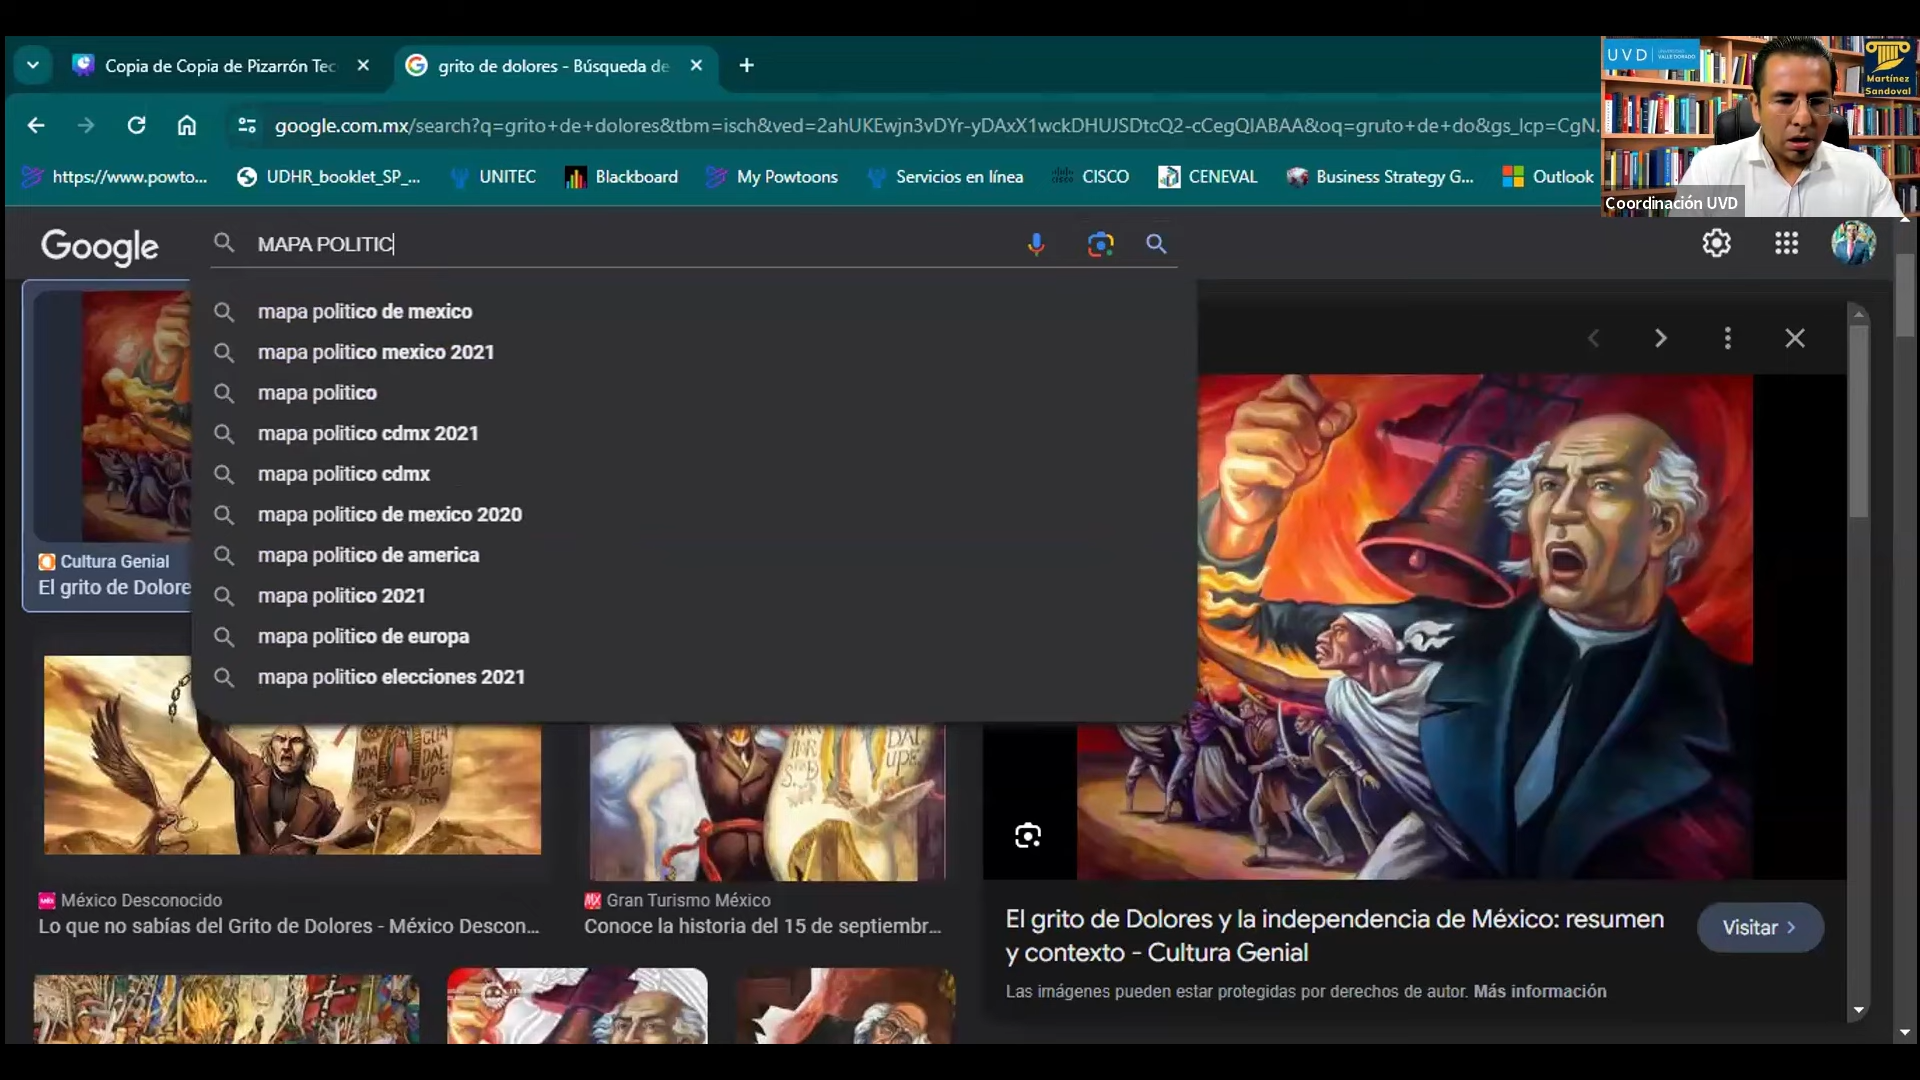 Copia de Copia de Pizarrón Tec
grito de dolores - Búsqueda de
google.com.mx/search?q=grito+de+dolores&tbm=isch&ved=2ahUKEwjn3vDYr-yDAxX1wckDHUJSDtcQ2-cCegQIABAA&oq=gruto+de+do&gs_lcp=CgN.
https://www.powto...
UDHR_booklet_SP_...
UNITEC
Blackboard
My Powtoons
Servicios en línea
CISCO
CENEVAL
Business Strategy G...
Outlook
UVD
Martínez
Sandoval
Coordinación UVD
Google
MAPA POLITIC
mapa politico de mexico
mapa politico mexico 2021
mapa politico
mapa politico cdmx 2021
mapa politico cdmx
mapa politico de mexico 2020
mapa politico de america
mapa politico 2021
mapa politico de europa
mapa politico elecciones 2021
Cultura Genial
El grito de Dolore
México Desconocido
Lo que no sabías del Grito de Dolores - México Descon...
Gran Turismo México
Conoce la historia del 15 de septiembr...
El grito de Dolores y la independencia de México: resumen
y contexto - Cultura Genial
Visitar
Las imágenes pueden estar protegidas por derechos de autor. Más información